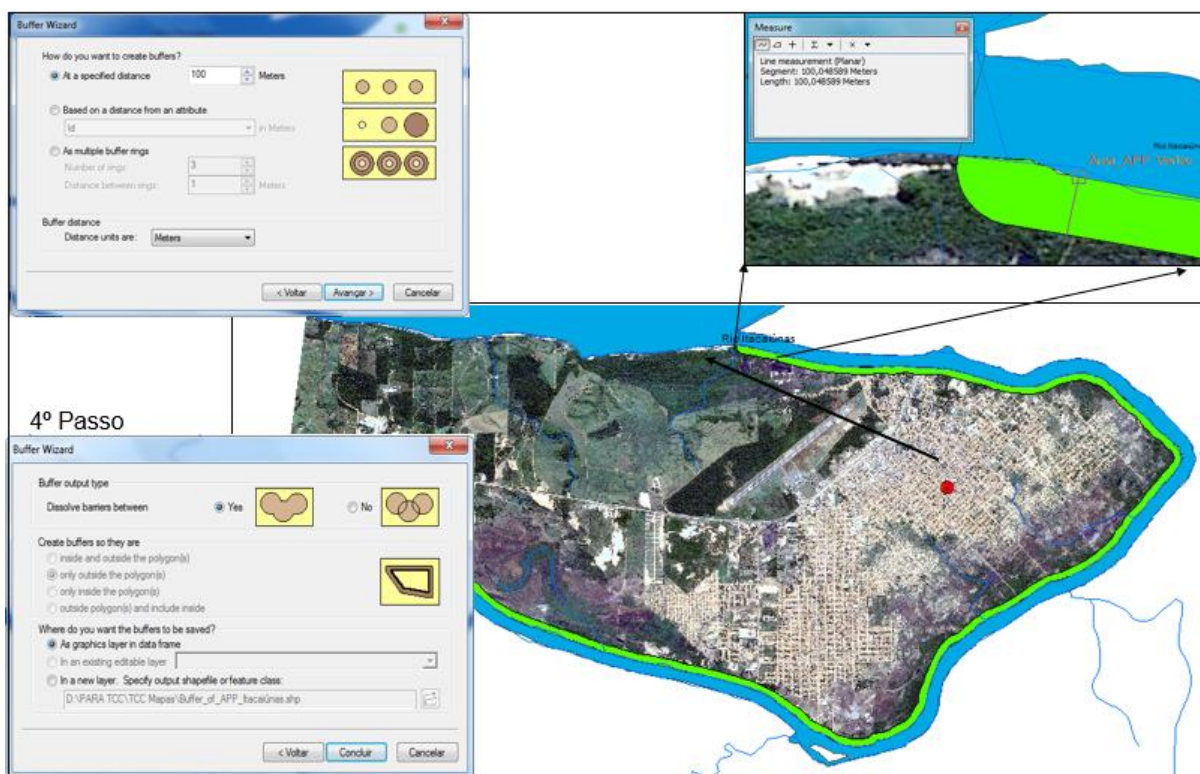 Buffer Wizard
How do you want to create buffers?
At a specified distance 100 Meters
Based on a distance from an attribute
Id in Meters
As multiple buffer rings
Number of rings: 3
Distance between rings: 1 Meters
Buffer distance
Distance units are: Meters
< Voltar Avançar > Cancelar
Measure
Line measurement (Planar)
Segment: 100,048589 Meters
Length: 100,048589 Meters
Rio Itacaiúnas
Rio Itacaiúnas
4º Passo
Buffer Wizard
Buffer output type
Dissolve barriers between Yes No
Create buffers so they are
inside and outside the polygon(s)
only outside the polygon(s)
only inside the polygon(s)
outside polygon(s) and include inside
Where do you want the buffers to be saved?
As graphics layer in data frame
In an existing editable layer
In a new layer. Specify output shapefile or feature class:
D:\PARA TCC\TCC Mapas\Buffer_of_APP_Itacaiúnas.shp
< Voltar Concluir Cancelar